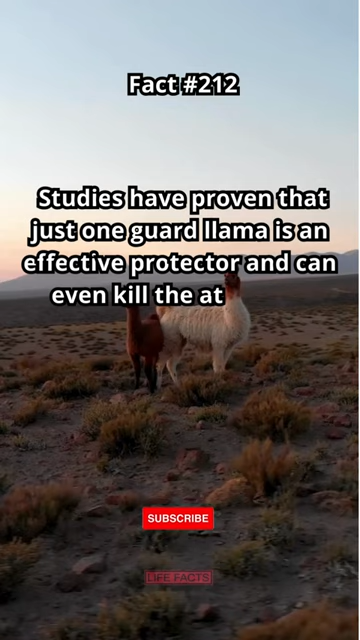 Fact #212
Studies have proven that
just one guard llama is an
effective protector and can
even kill the at
SUBSCRIBE
LIFE FACTS